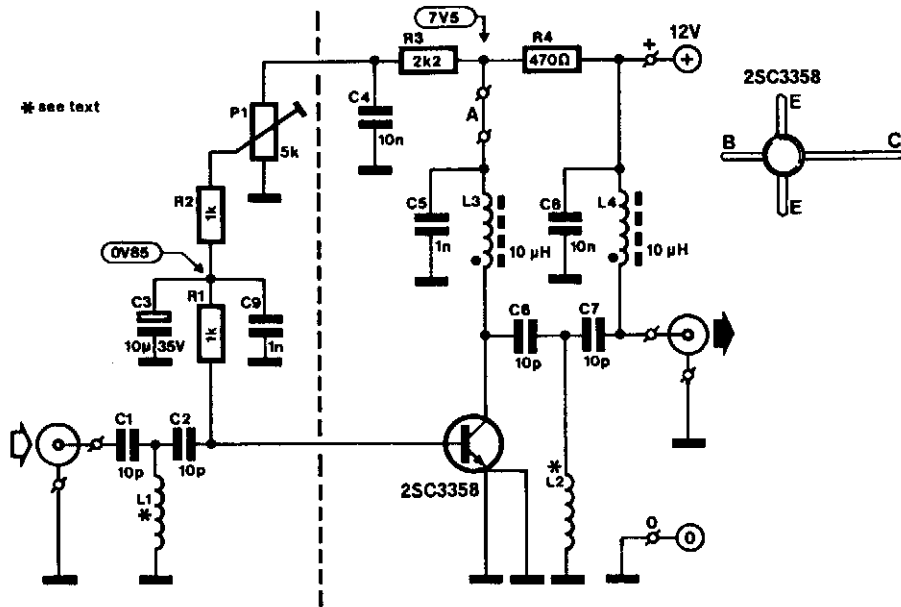 7V5
R3
2k2
R4
470Ω
+
12V
+
2SC3358
E
B
C
E
* see text
P1
5k
C4
10n
A
R2
1k
C5
1n
L3
10 µH
C8
10n
L4
10 µH
0V85
C3
10µ 35V
R1
1k
C9
1n
C6
10p
C7
10p
C1
10p
C2
10p
L1
*
2SC3358
*
L2
0
0